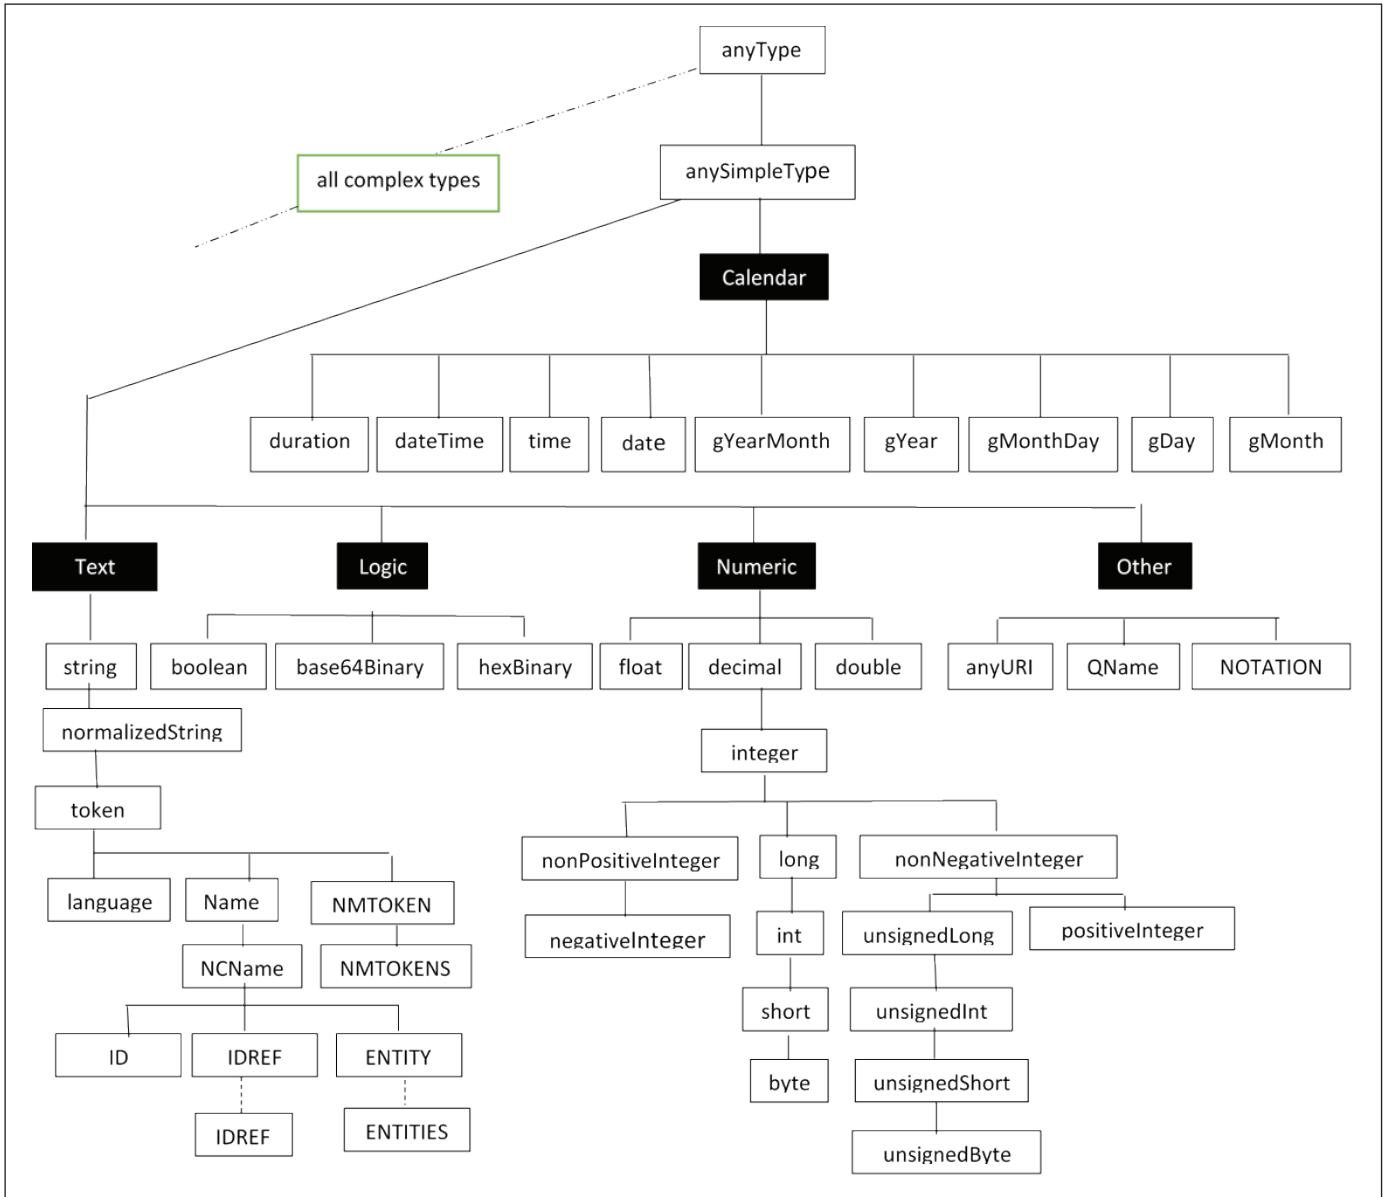 anyType
all complex types
anySimpleType
Calendar
duration
dateTime
time
date
gYearMonth
gYear
gMonthDay
gDay
gMonth
Text
Logic
Numeric
Other
string
boolean
base64Binary
hexBinary
float
decimal
double
anyURI
QName
NOTATION
normalizedString
integer
token
nonPositiveInteger
long
nonNegativeInteger
language
Name
NMTOKEN
negativeInteger
int
unsignedLong
positiveInteger
NCName
NMTOKENS
short
unsignedInt
ID
IDREF
ENTITY
byte
unsignedShort
IDREF
ENTITIES
unsignedByte